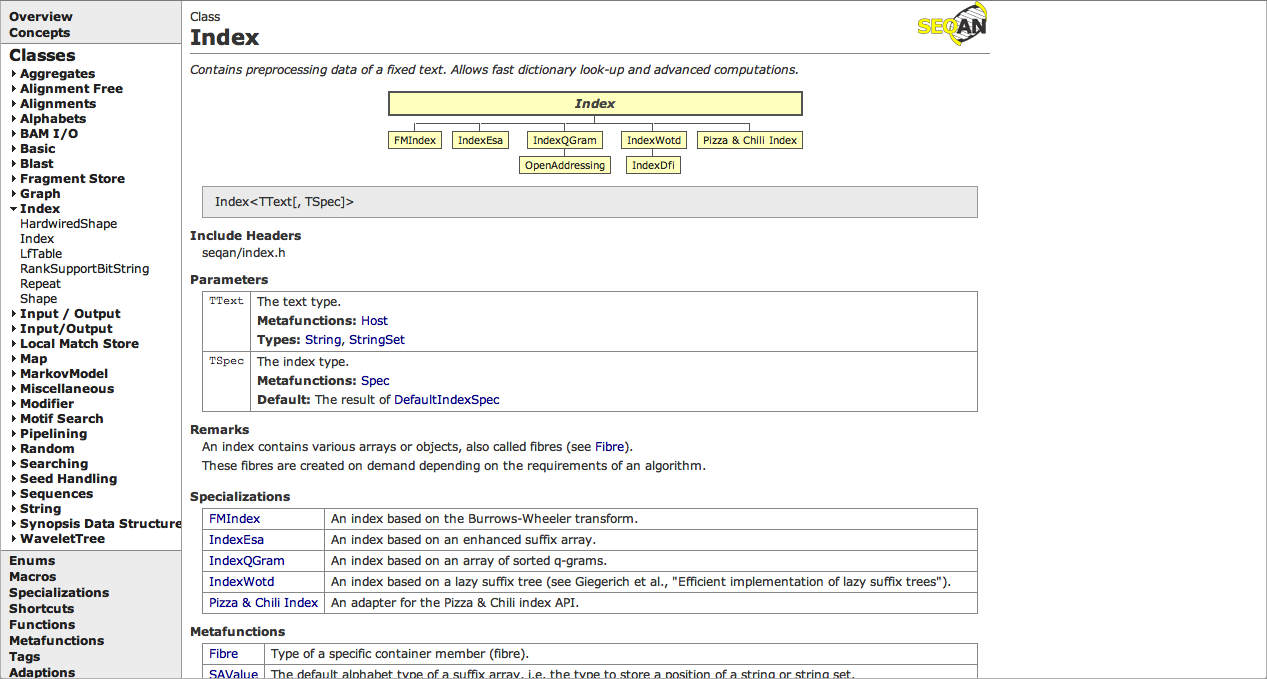 Overview
Concepts
Classes
Aggregates
Alignment Free
Alignments
Alphabets
BAM I/O
Basic
Blast
Fragment Store
Graph
Index
HardwiredShape
Index
LfTable
RankSupportBitString
Repeat
Shape
Input / Output
Input/Output
Local Match Store
Map
MarkovModel
Miscellaneous
Modifier
Motif Search
Pipelining
Random
Searching
Seed Handling
Sequences
String
Synopsis Data Structure
WaveletTree
Enums
Macros
Specializations
Shortcuts
Functions
Metafunctions
Tags
Adaptions
Class
Index
SEQAN
Contains preprocessing data of a fixed text. Allows fast dictionary look-up and advanced computations.
Index
FMIndex IndexEsa IndexQGram IndexWotd Pizza & Chili Index
OpenAddressing IndexDfi
Index<TText[, TSpec]>
Include Headers
seqan/index.h
Parameters
TText The text type.
Metafunctions: Host
Types: String, StringSet
TSpec The index type.
Metafunctions: Spec
Default: The result of DefaultIndexSpec
Remarks
An index contains various arrays or objects, also called fibres (see Fibre).
These fibres are created on demand depending on the requirements of an algorithm.
Specializations
FMIndex An index based on the Burrows-Wheeler transform.
IndexEsa An index based on an enhanced suffix array.
IndexQGram An index based on an array of sorted q-grams.
IndexWotd An index based on a lazy suffix tree (see Giegerich et al., "Efficient implementation of lazy suffix trees").
Pizza & Chili Index An adapter for the Pizza & Chili index API.
Metafunctions
Fibre Type of a specific container member (fibre).
SAValue The default alphabet type of a suffix array, i.e. the type to store a position of a string or string set.